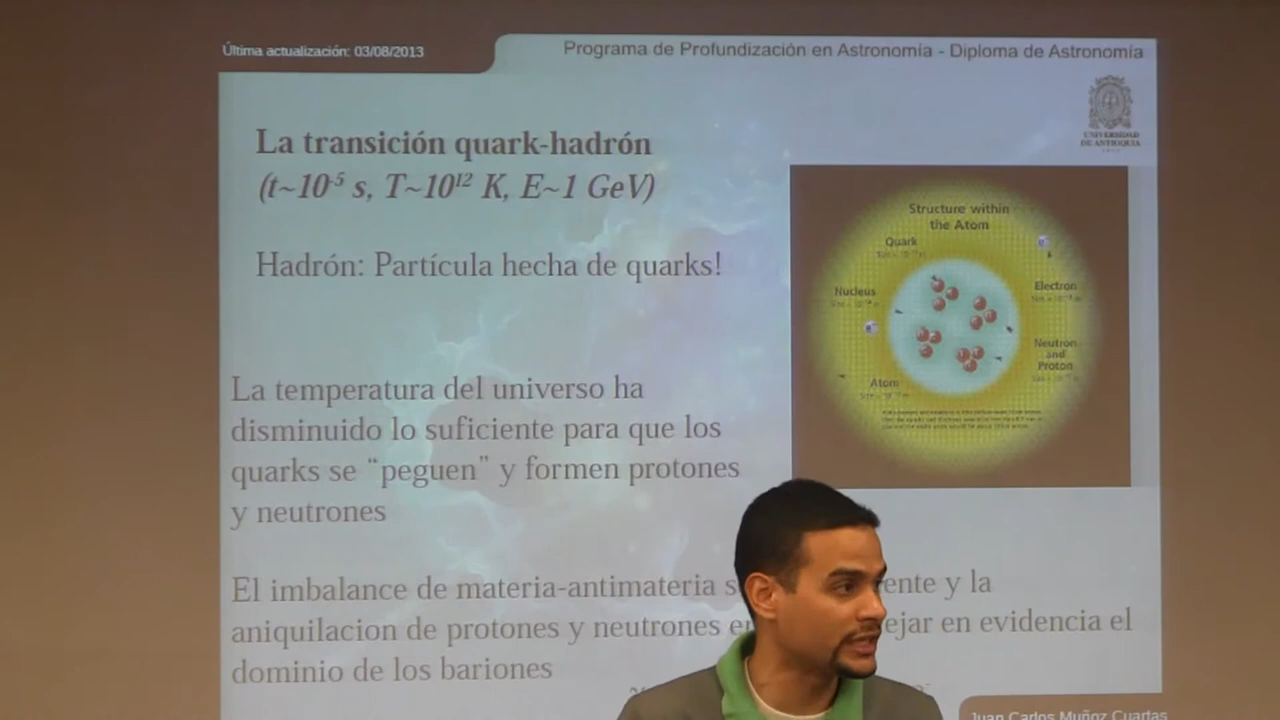 Última actualización: 03/08/2013
Programa de Profundización en Astronomía - Diploma de Astronomía
UNIVERSIDAD
DE ANTIOQUIA
La transición quark-hadrón
(t~10⁻⁵ s, T~10¹² K, E~1 GeV)
Hadrón: Partícula hecha de quarks!
Structure within
the Atom
Quark
Nucleus
Electron
Neutron
and
Proton
Atom
La temperatura del universo ha
disminuido lo suficiente para que los
quarks se “peguen” y formen protones
y neutrones
El imbalance de materia-antimateria y la
aniquilacion de protones y neutrones en evidencia el
dominio de los bariones
Juan Carlos Muñoz Cuartas